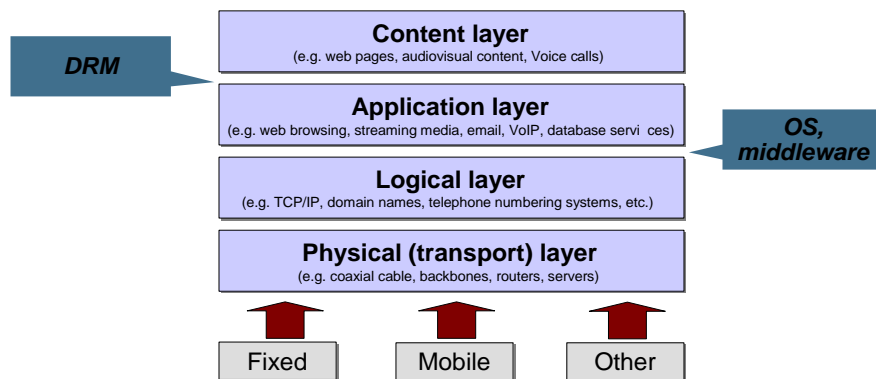 Content layer
(e.g. web pages, audiovisual content, Voice calls)
DRM
Application layer
(e.g. web browsing, streaming media, email, VoIP, database servi ces)
OS,
middleware
Logical layer
(e.g. TCP/IP, domain names, telephone numbering systems, etc.)
Physical (transport) layer
(e.g. coaxial cable, backbones, routers, servers)
Fixed
Mobile
Other